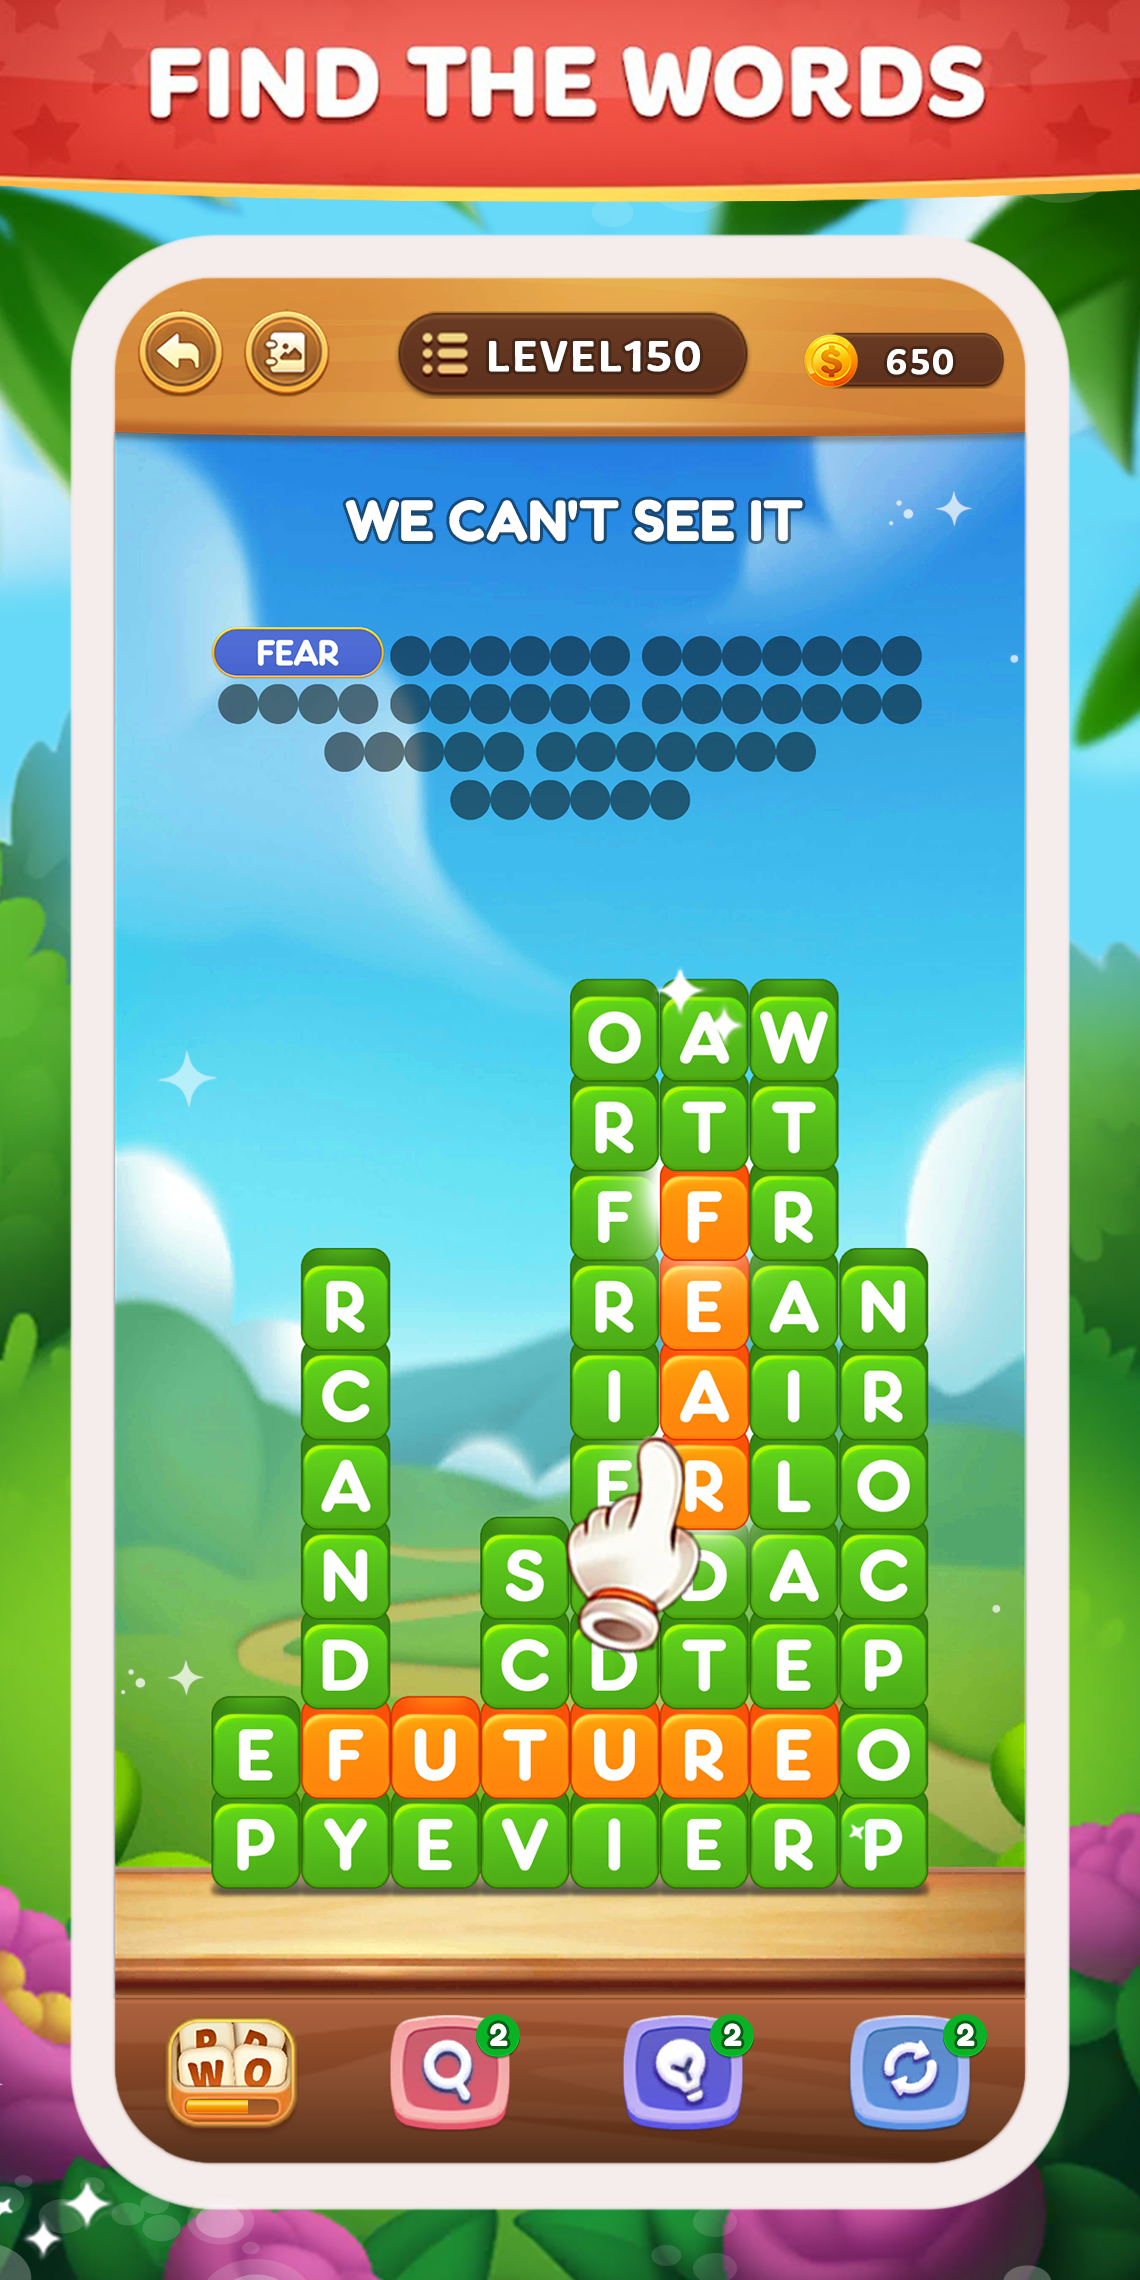 FIND THE WORDS
LEVEL150
650
WE CAN'T SEE IT
FEAR
O A W
R T T
F F R
R R E A N
C I A I R
A E R L O
N S D A C
D C D T E P
E F U T U R E O
P Y E V I E R P
P D
W O
2 2 2